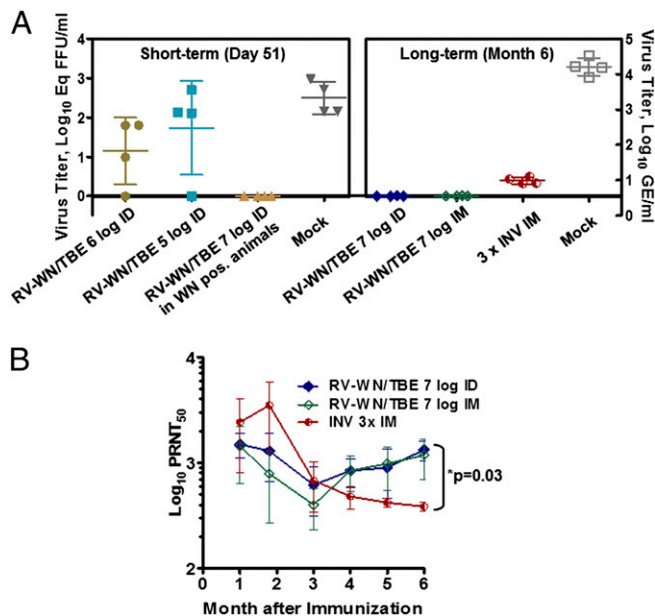 A
Short-term (Day 51)
Long-term (Month 6)
Virus Titer, Log10 Eq FFU/ml
4
3
2
1
0
Virus Titer, Log10 GE/ml
5
4
3
2
1
0
RV-WN/TBE 6 log ID
RV-WN/TBE 5 log ID
RV-WN/TBE 7 log ID
in WN pos. animals
Mock
RV-WN/TBE 7 log ID
RV-WN/TBE 7 log IM
3 x INV IM
Mock
B
Log10 PRNT50
4
3
2
RV-WN/TBE 7 log ID
RV-WN/TBE 7 log IM
INV 3x IM
*p=0.03
0 1 2 3 4 5 6
Month after Immunization